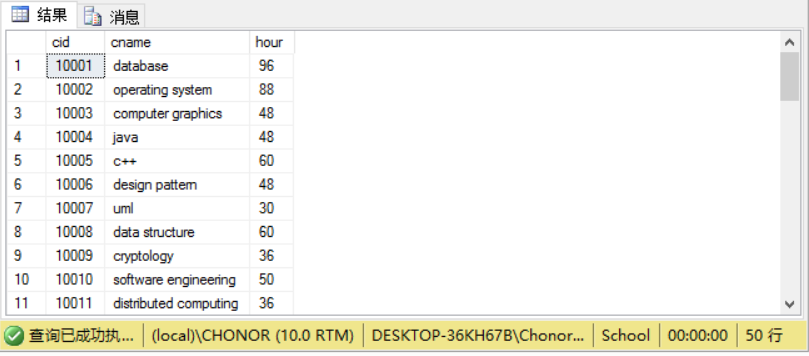 结果 消息
cid cname hour
1 10001 database 96
2 10002 operating system 88
3 10003 computer graphics 48
4 10004 java 48
5 10005 c++ 60
6 10006 design pattern 48
7 10007 uml 30
8 10008 data structure 60
9 10009 cryptology 36
10 10010 software engineering 50
11 10011 distributed computing 36
查询已成功执... (local)\CHONOR (10.0 RTM) DESKTOP-36KH67B\Chonor... School 00:00:00 50 行